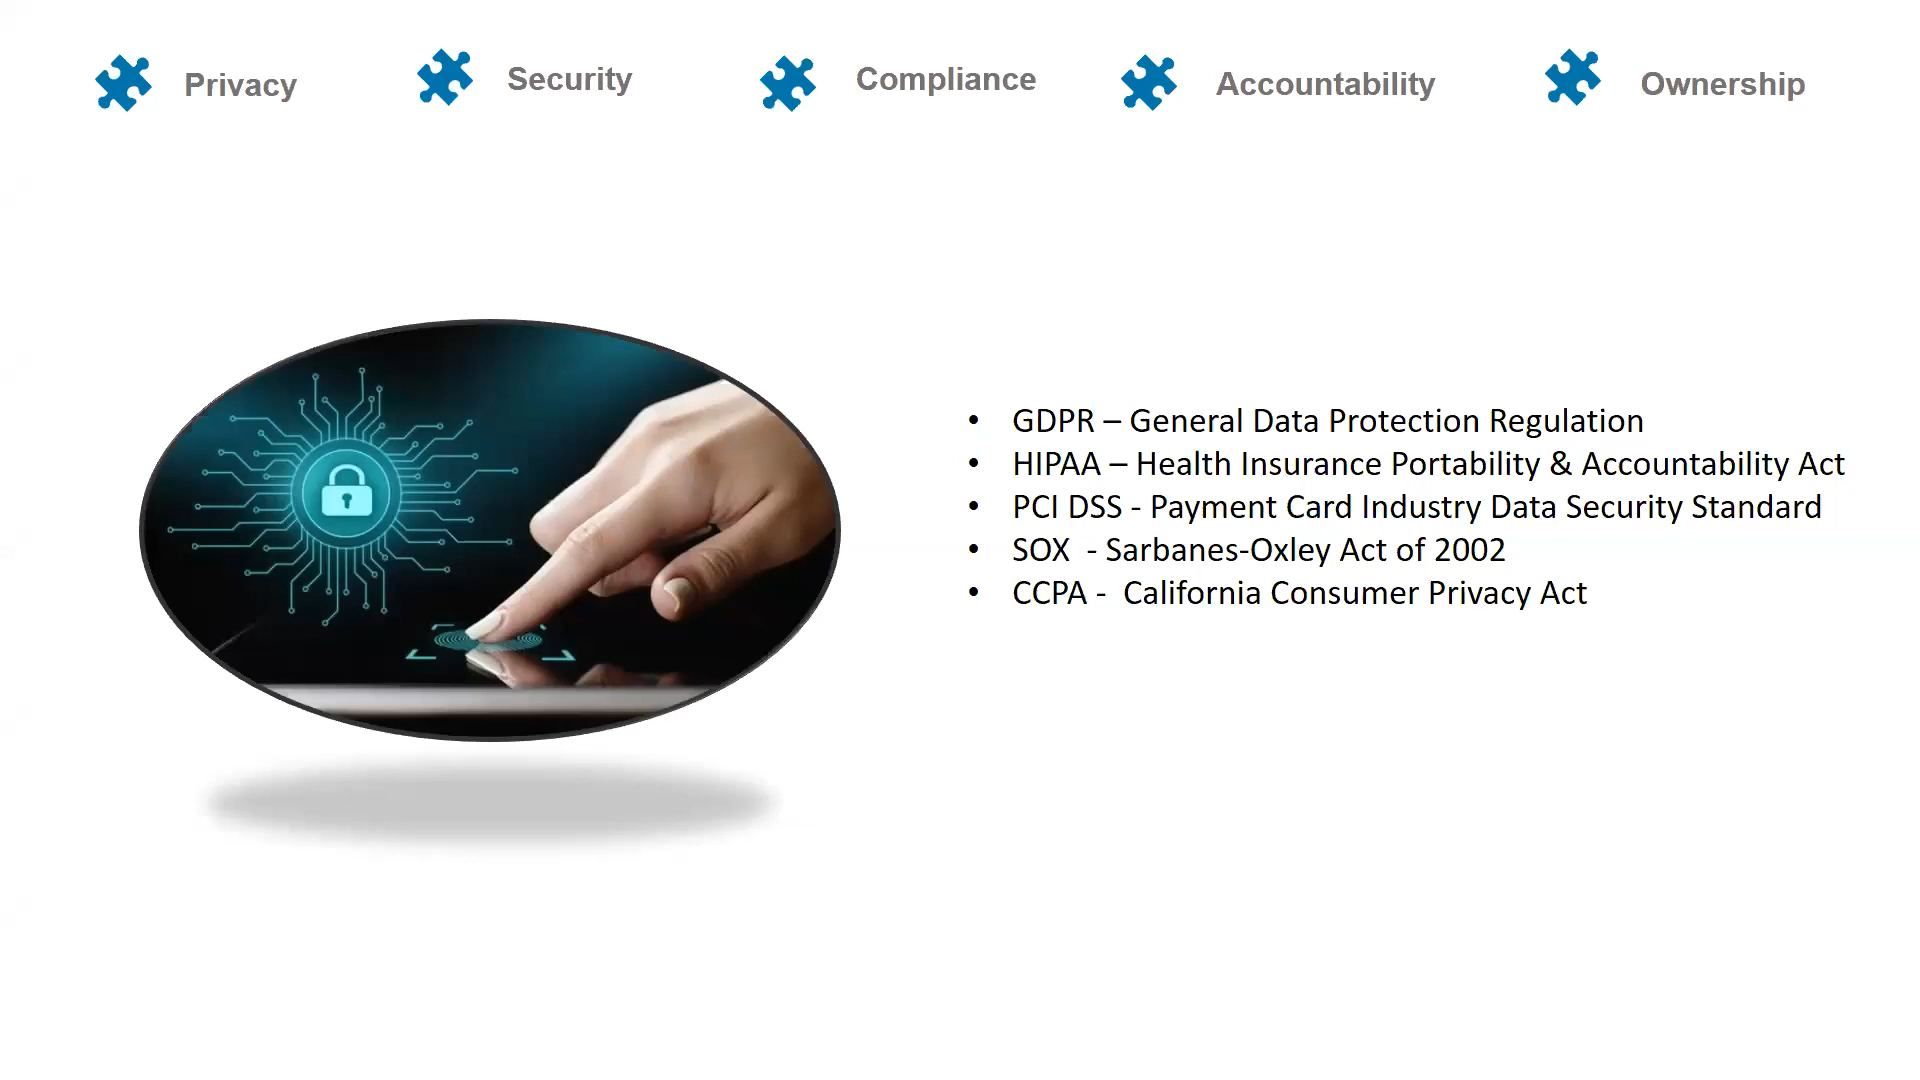 Privacy
Security
Compliance
Accountability
Ownership
• GDPR – General Data Protection Regulation
• HIPAA – Health Insurance Portability & Accountability Act
• PCI DSS - Payment Card Industry Data Security Standard
• SOX  - Sarbanes-Oxley Act of 2002
• CCPA -  California Consumer Privacy Act